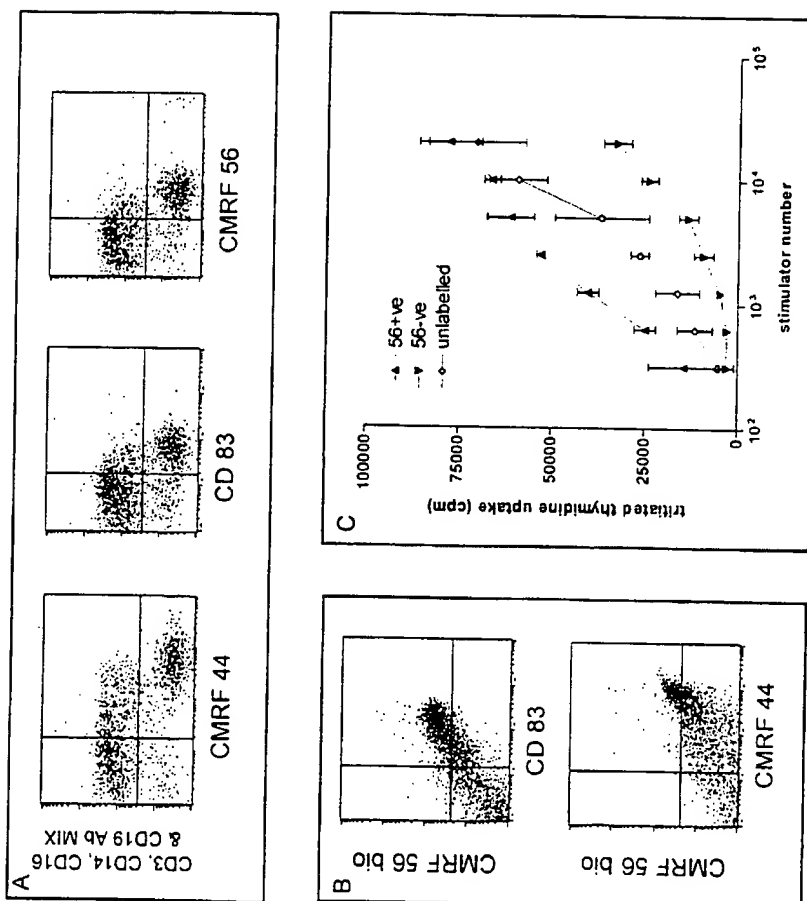 A
CD3, CD14, CD16
& CD19 Ab MIX
CMRF 44
CD 83
CMRF 56
B
CMRF 56 bio
CD 83
CMRF 56 bio
CMRF 44
C
tritiated thymidine uptake (cpm)
100000
75000
50000
25000
0
56+ve
56-ve
unlabelled
10²
10³
10⁴
10⁵
stimulator number